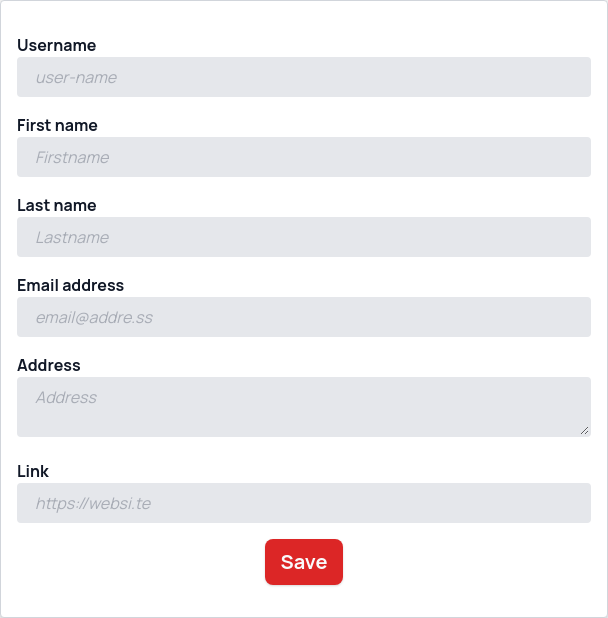 Username
user-name
First name
Firstname
Last name
Lastname
Email address
email@addre.ss
Address
Address
Link
https://websi.te
Save